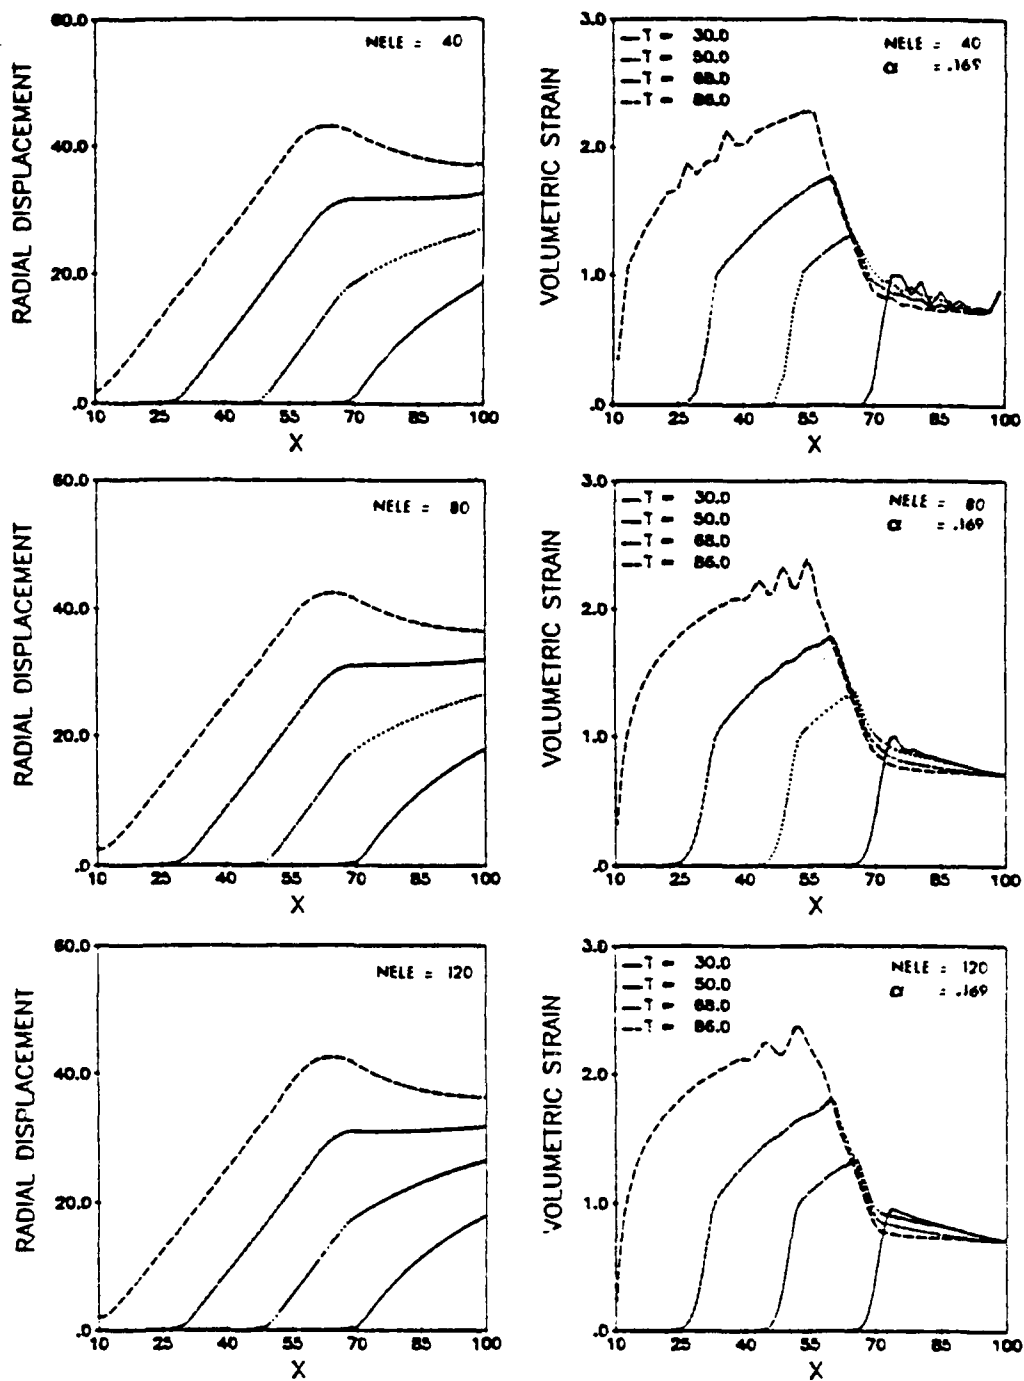 60.0
NELE = 40
40.0
20.0
.0
10 25 40 55 70 85 100
X
RADIAL DISPLACEMENT
3.0
T = 30.0
T = 50.0
T = 68.0
T = 86.0
NELE = 40
α = .169
2.0
1.0
.0
10 25 40 55 70 85 100
X
VOLUMETRIC STRAIN
60.0
NELE = 80
40.0
20.0
.0
10 25 40 55 70 85 100
X
RADIAL DISPLACEMENT
3.0
T = 30.0
T = 50.0
T = 68.0
T = 86.0
NELE = 80
α = .169
2.0
1.0
.0
10 25 40 55 70 85 100
X
VOLUMETRIC STRAIN
60.0
NELE = 120
40.0
20.0
.0
10 25 40 55 70 85 100
X
RADIAL DISPLACEMENT
3.0
T = 30.0
T = 50.0
T = 68.0
T = 86.0
NELE = 120
α = .169
2.0
1.0
.0
10 25 40 55 70 85 100
X
VOLUMETRIC STRAIN